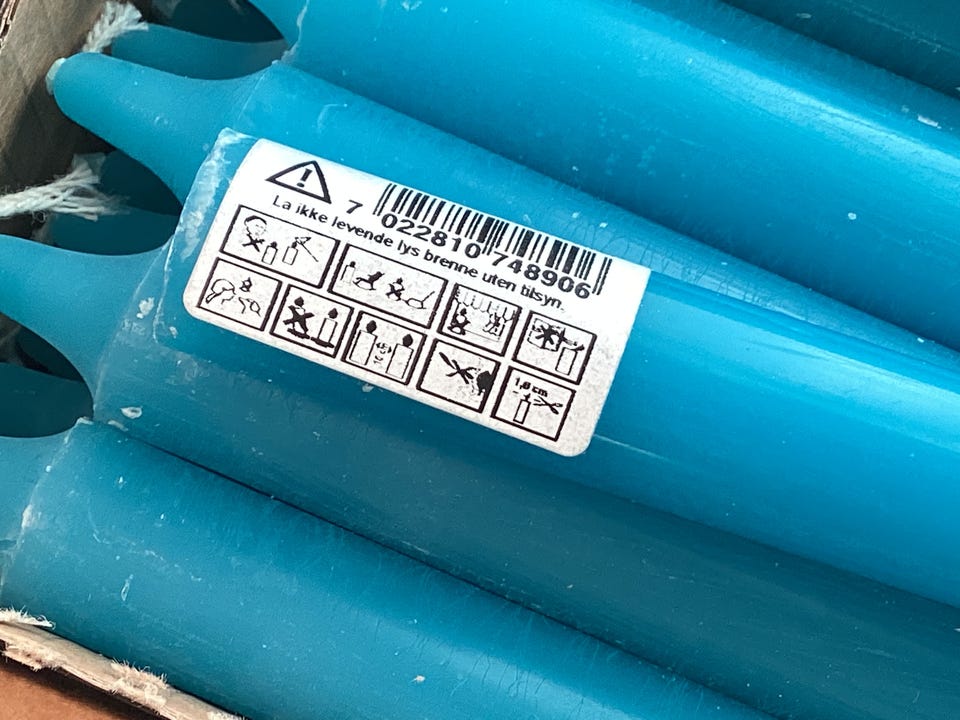 7 022810 748906
La ikke levende lys brenne uten tilsyn.
1,0 cm